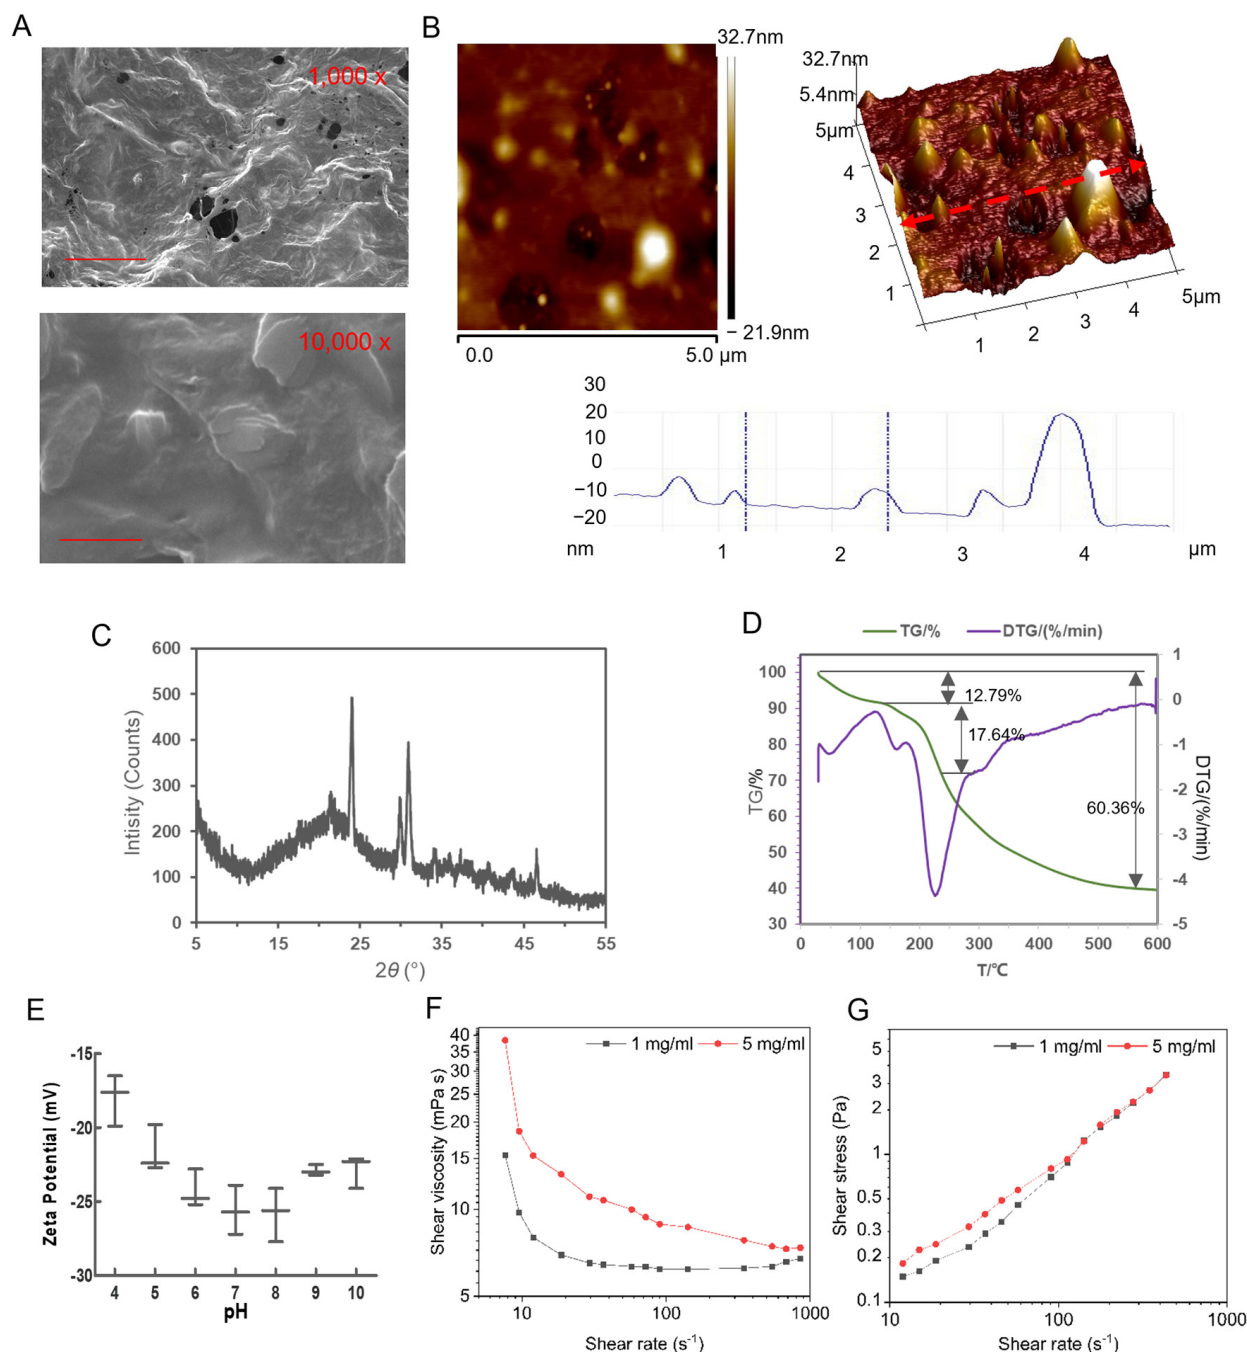 A
1,000 x
10,000 x
B
32.7nm
− 21.9nm
0.0 5.0 µm
32.7nm
5.4nm
5µm
4
3
2
1
1 2 3 4 5µm
30
20
10
0
−10
−20
nm 1 2 3 4 µm
C
600
500
400
300
200
100
0
5 15 25 35 45 55
Intisity (Counts)
2θ (°)
D
TG/% DTG/(%/min)
100
90
80
70
60
50
40
30
1
0
-1
-2
-3
-4
-5
12.79%
17.64%
60.36%
0 100 200 300 400 500 600
TG/%
DTG/(%/min)
T/°C
E
-15
-20
-25
-30
4 5 6 7 8 9 10
Zeta Potential (mV)
pH
F
1 mg/ml 5 mg/ml
40
35
30
25
20
15
10
5
10 100 1000
Shear viscosity (mPa s)
Shear rate (s-1)
G
1 mg/ml 5 mg/ml
5
3
2
1
0.5
0.3
0.2
0.1
10 100 1000
Shear stress (Pa)
Shear rate (s-1)